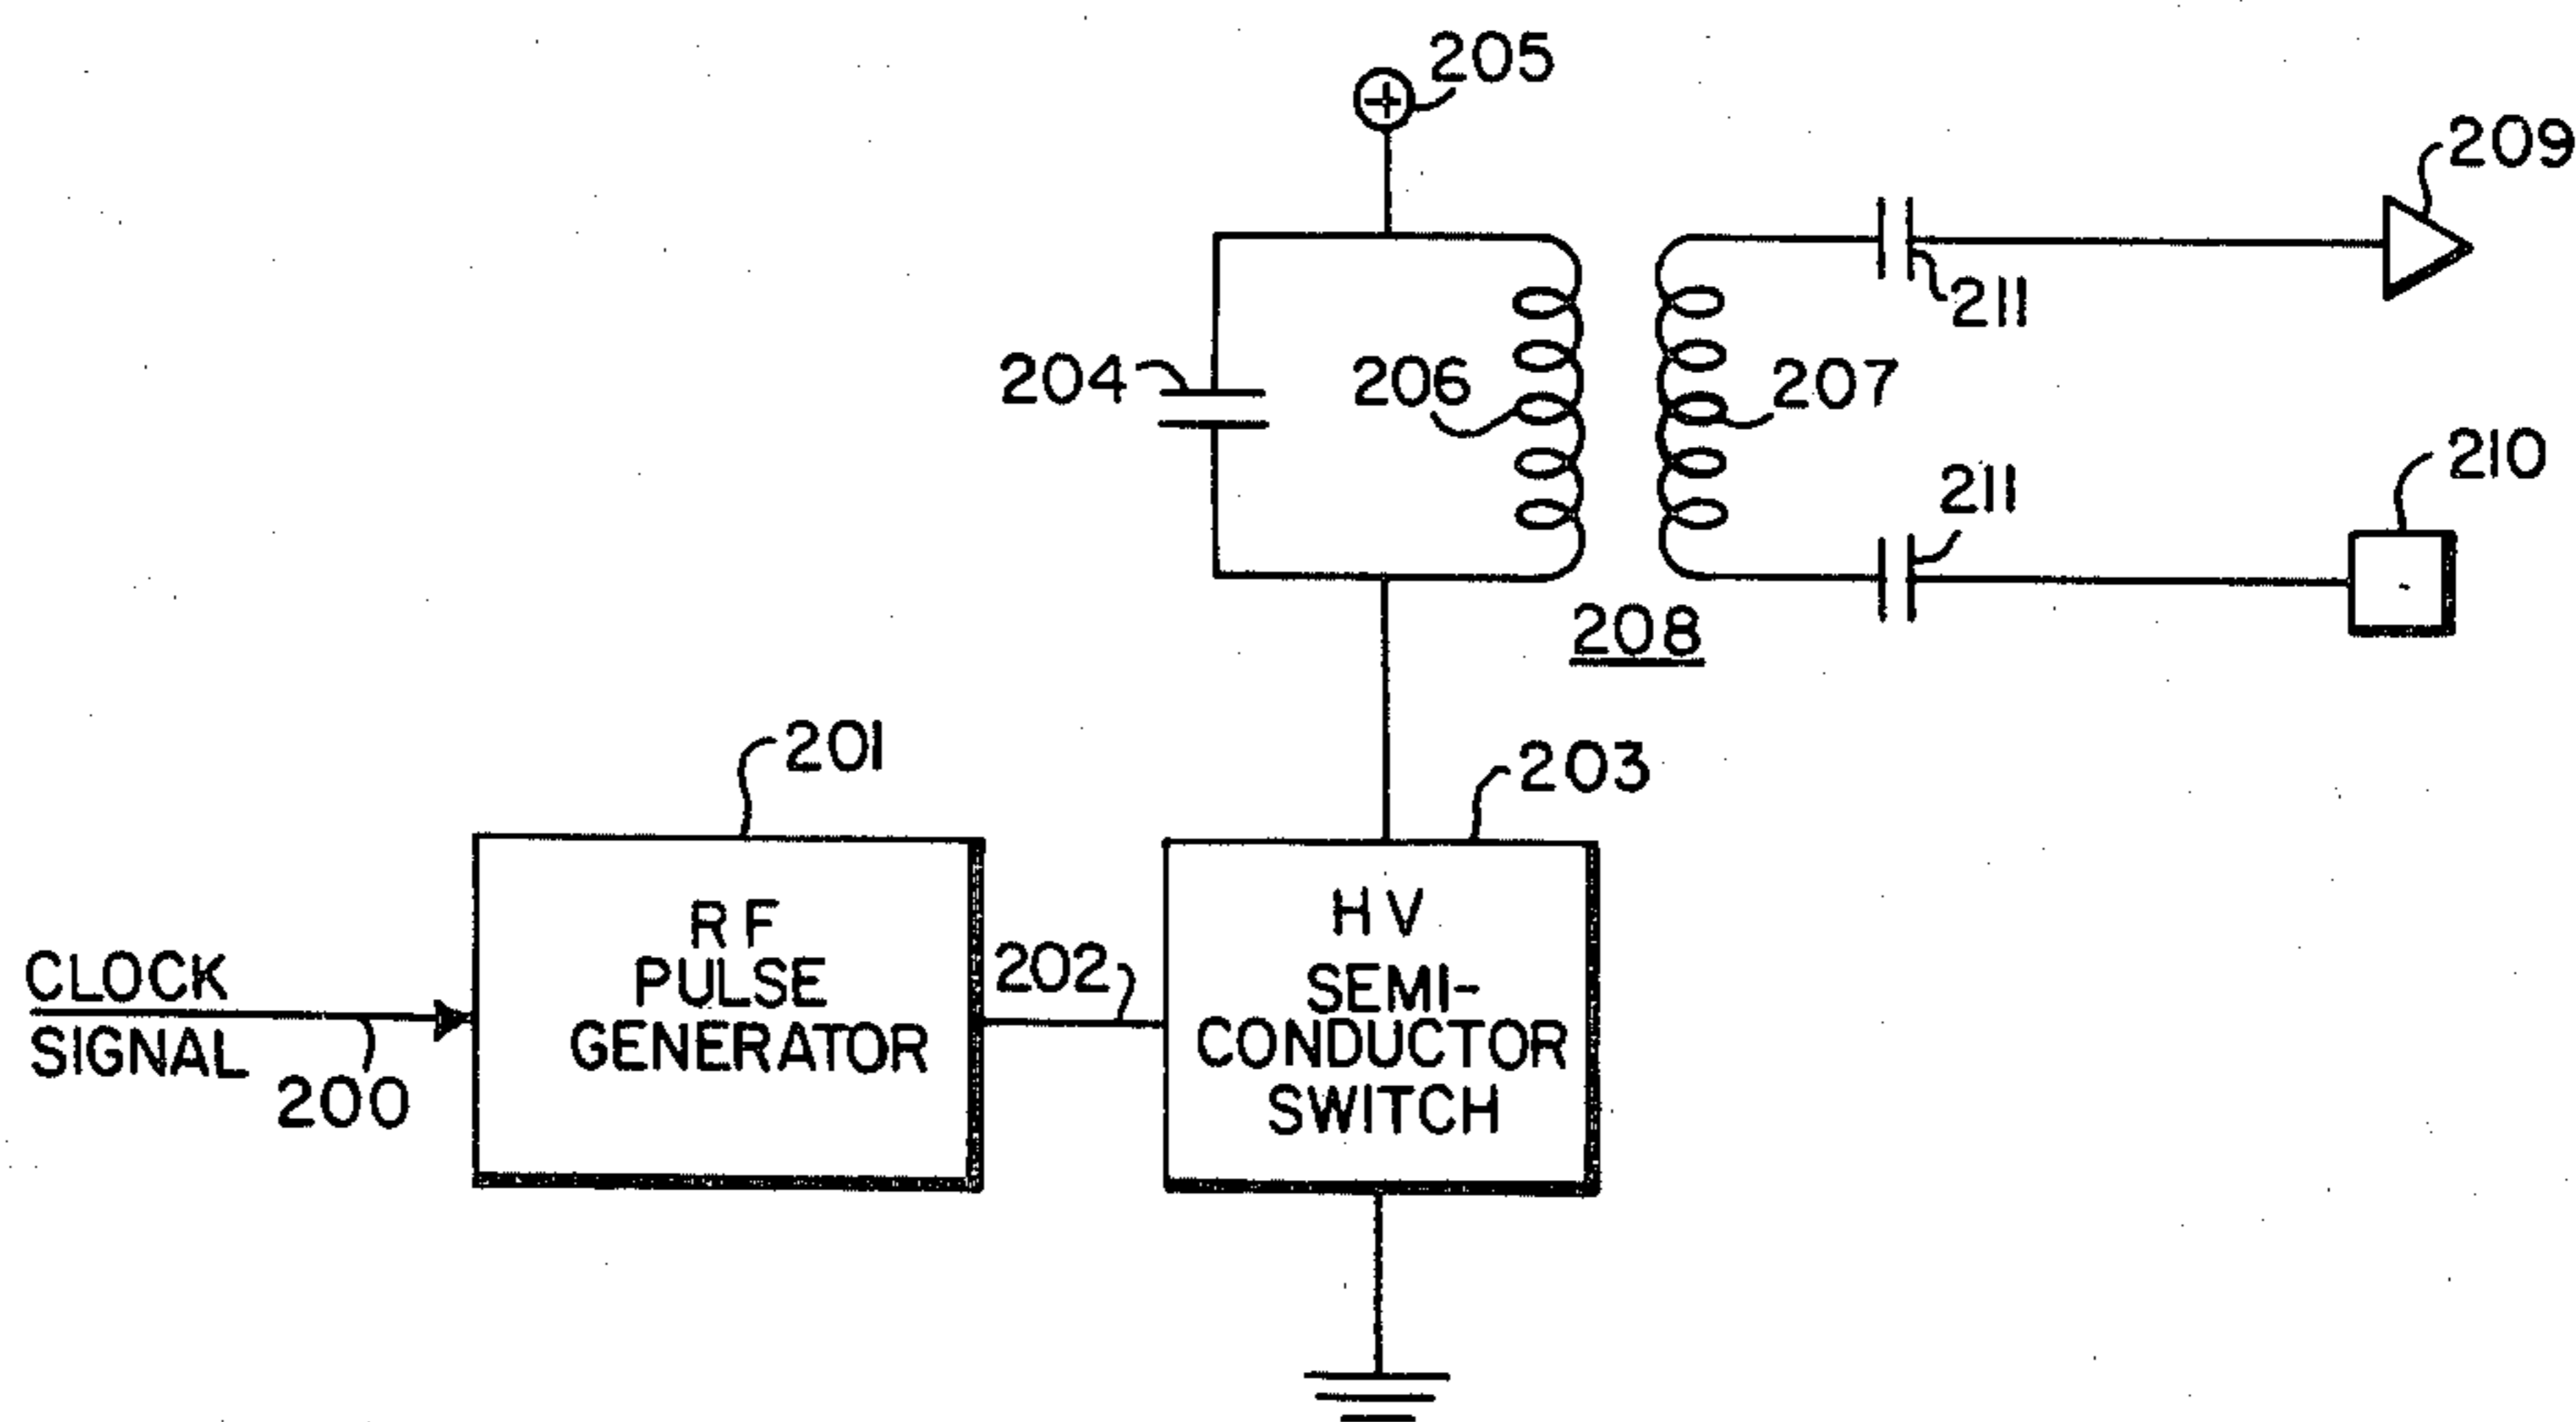 205
209
211
204
206
207
210
211
208
201
203
RF
PULSE
GENERATOR
HV
SEMI-
CONDUCTOR
SWITCH
202
CLOCK
SIGNAL
200